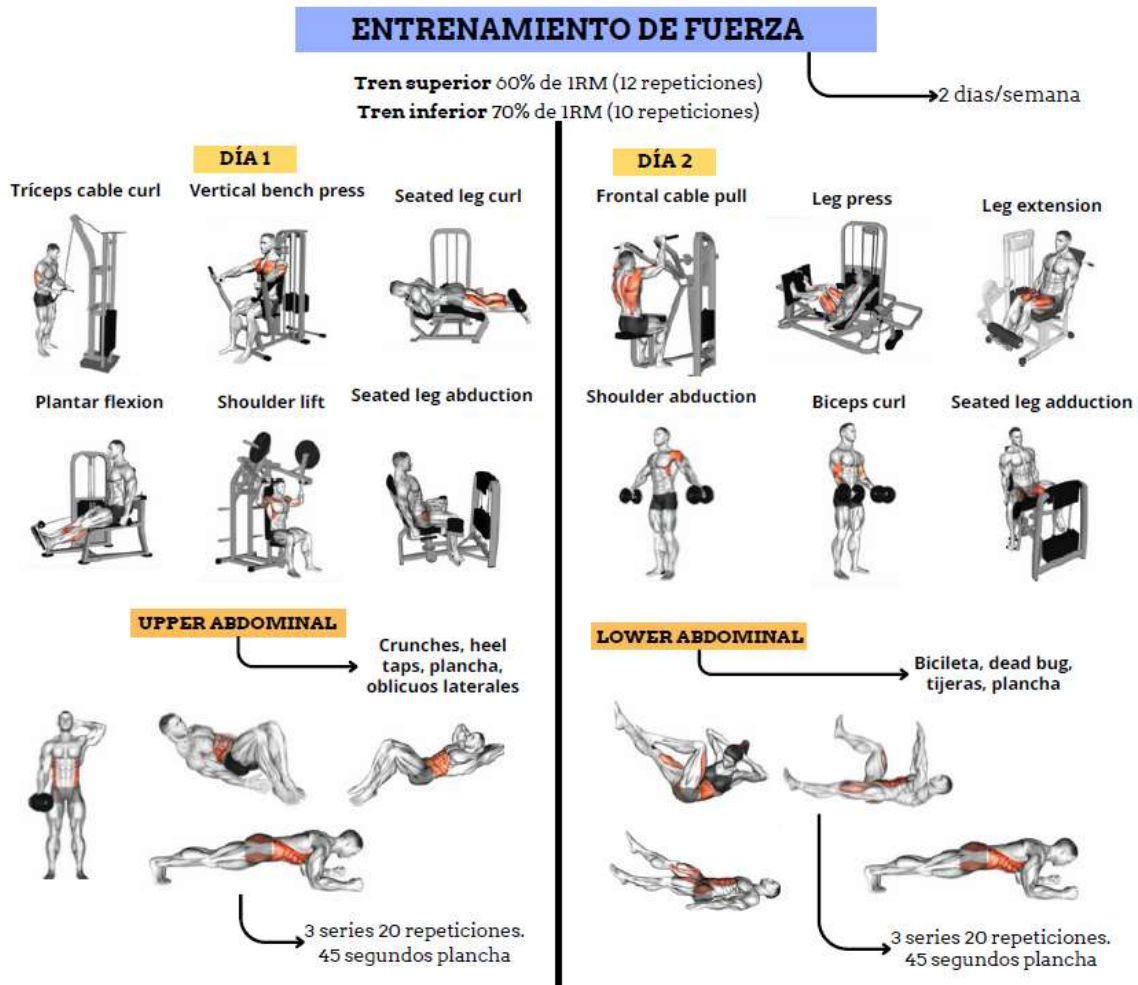 ENTRENAMIENTO DE FUERZA
Tren superior 60% de 1RM (12 repeticiones)
Tren inferior 70% de 1RM (10 repeticiones)
2 días/semana
DÍA 1
Tríceps cable curl
Vertical bench press
Seated leg curl
Plantar flexion
Shoulder lift
Seated leg abduction
UPPER ABDOMINAL
Crunches, heel
taps, plancha,
oblicuos laterales
3 series 20 repeticiones.
45 segundos plancha
DÍA 2
Frontal cable pull
Leg press
Leg extension
Shoulder abduction
Biceps curl
Seated leg adduction
LOWER ABDOMINAL
Bicileta, dead bug,
tijeras, plancha
3 series 20 repeticiones.
45 segundos plancha